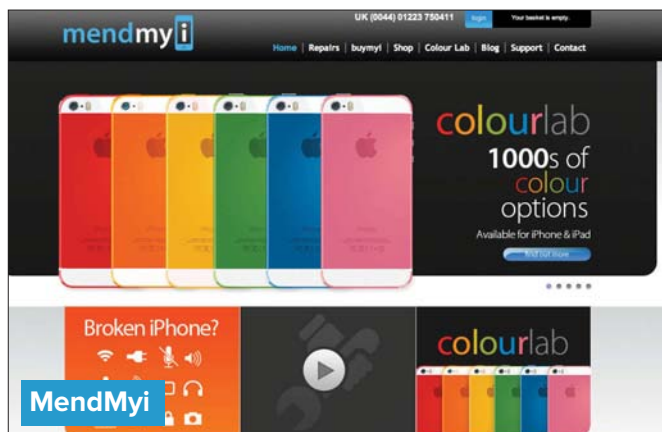 UK (0044) 01223 750411
login
Your basket is empty.
mendmyi
Home | Repairs | buymyi | Shop | Colour Lab | Blog | Support | Contact
colourlab
1000s of
colour
options
Available for iPhone & iPad
find out more
Broken iPhone?
colourlab
MendMyi